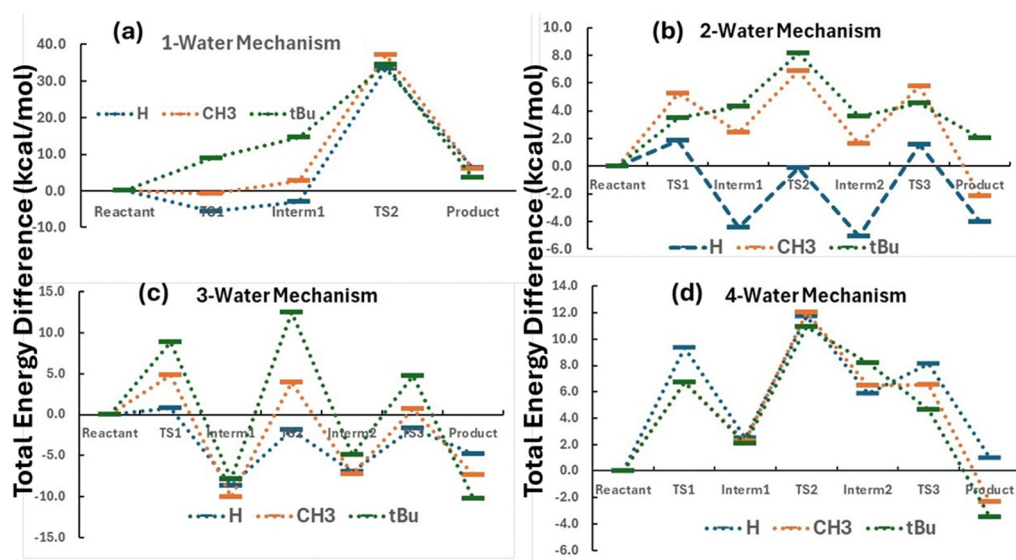 (a)
1-Water Mechanism
Total Energy Difference (kcal/mol)
40.0
30.0
20.0
10.0
0.0
-10.0
H CH3 tBu
Reactant TS1 Interm1 TS2 Product
(b)
2-Water Mechanism
Total Energy Difference (kcal/mol)
10.0
8.0
6.0
4.0
2.0
0.0
-2.0
-4.0
-6.0
Reactant TS1 Interm1 TS2 Interm2 TS3 Product
H CH3 tBu
(c)
3-Water Mechanism
15.0
10.0
5.0
0.0
-5.0
-10.0
-15.0
Reactant TS1 Interm1 TS2 Interm2 TS3 Product
H CH3 tBu
(d)
4-Water Mechanism
14.0
12.0
10.0
8.0
6.0
4.0
2.0
0.0
-2.0
-4.0
-6.0
Reactant TS1 Interm1 TS2 Interm2 TS3 Product
H CH3 tBu